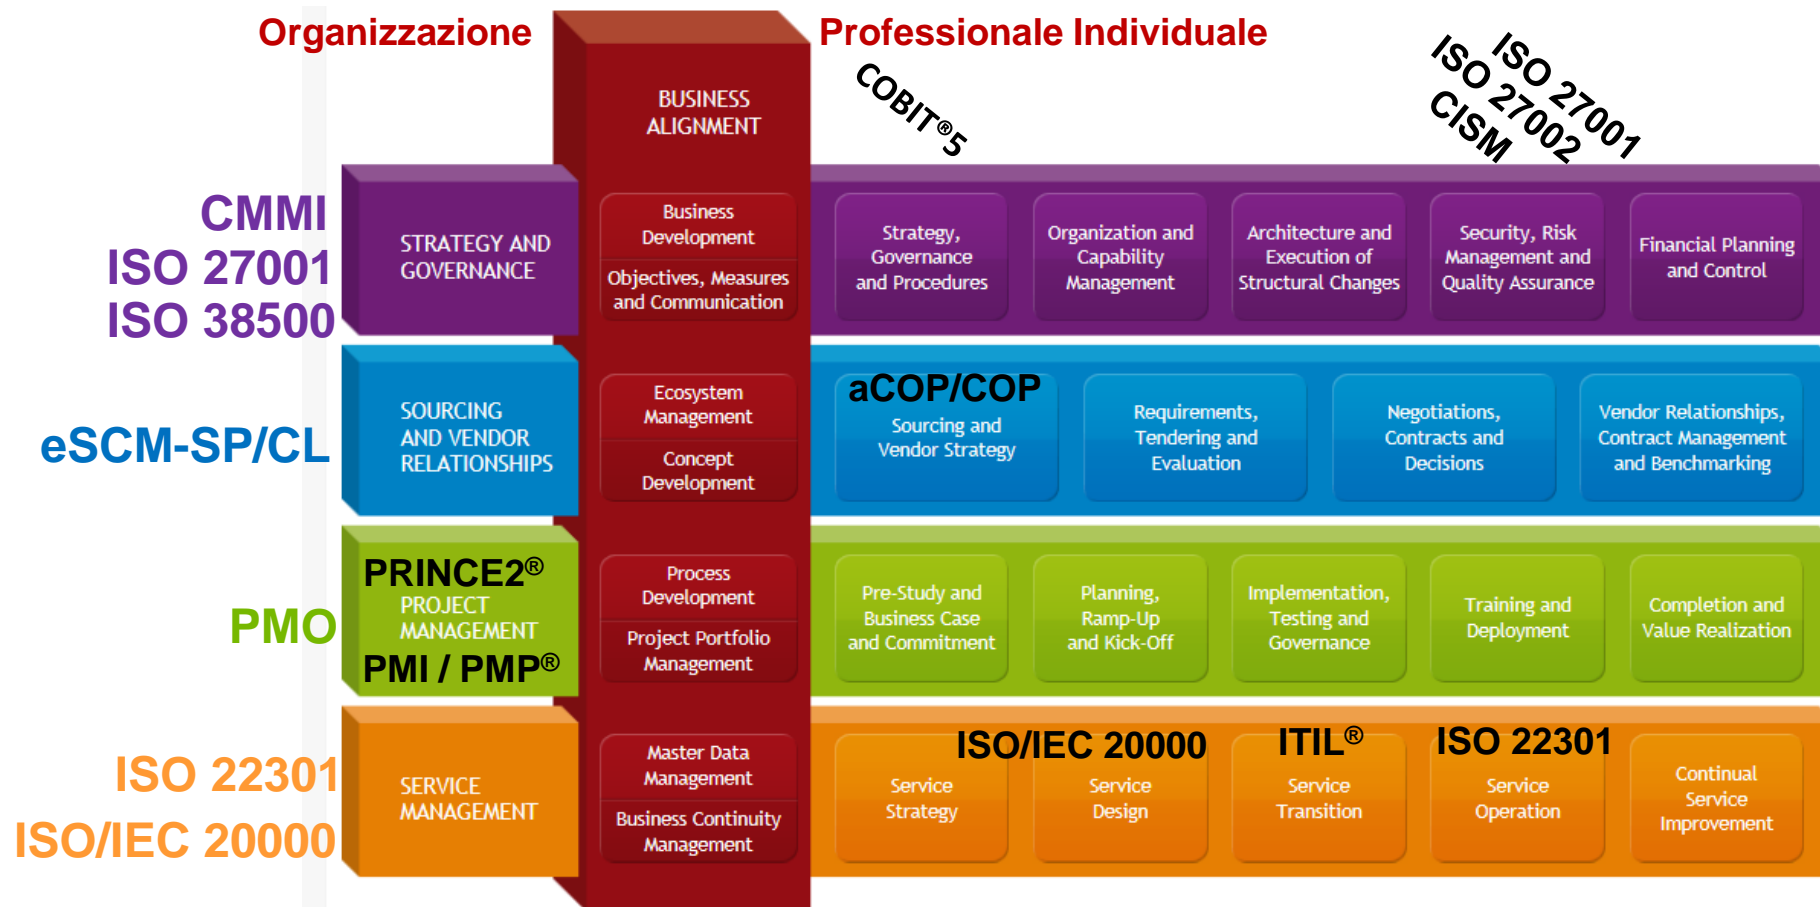 Organizzazione
Professionale Individuale
BUSINESS
ALIGNMENT
COBIT®5
ISO 27001
ISO 27002
CISM
CMMI
ISO 27001
ISO 38500
STRATEGY AND
GOVERNANCE
Business
Development
Objectives, Measures
and Communication
Strategy,
Governance
and Procedures
Organization and
Capability
Management
Architecture and
Execution of
Structural Changes
Security, Risk
Management and
Quality Assurance
Financial Planning
and Control
eSCM-SP/CL
SOURCING
AND VENDOR
RELATIONSHIPS
Ecosystem
Management
Concept
Development
aCOP/COP
Sourcing and
Vendor Strategy
Requirements,
Tendering and
Evaluation
Negotiations,
Contracts and
Decisions
Vendor Relationships,
Contract Management
and Benchmarking
PMO
PRINCE2®
PROJECT
MANAGEMENT
PMI / PMP®
Process
Development
Project Portfolio
Management
Pre-Study and
Business Case
and Commitment
Planning,
Ramp-Up
and Kick-Off
Implementation,
Testing and
Governance
Training and
Deployment
Completion and
Value Realization
ISO 22301
ISO/IEC 20000
SERVICE
MANAGEMENT
Master Data
Management
Business Continuity
Management
ISO/IEC 20000
ITIL®
ISO 22301
Service
Strategy
Service
Design
Service
Transition
Service
Operation
Continual
Service
Improvement